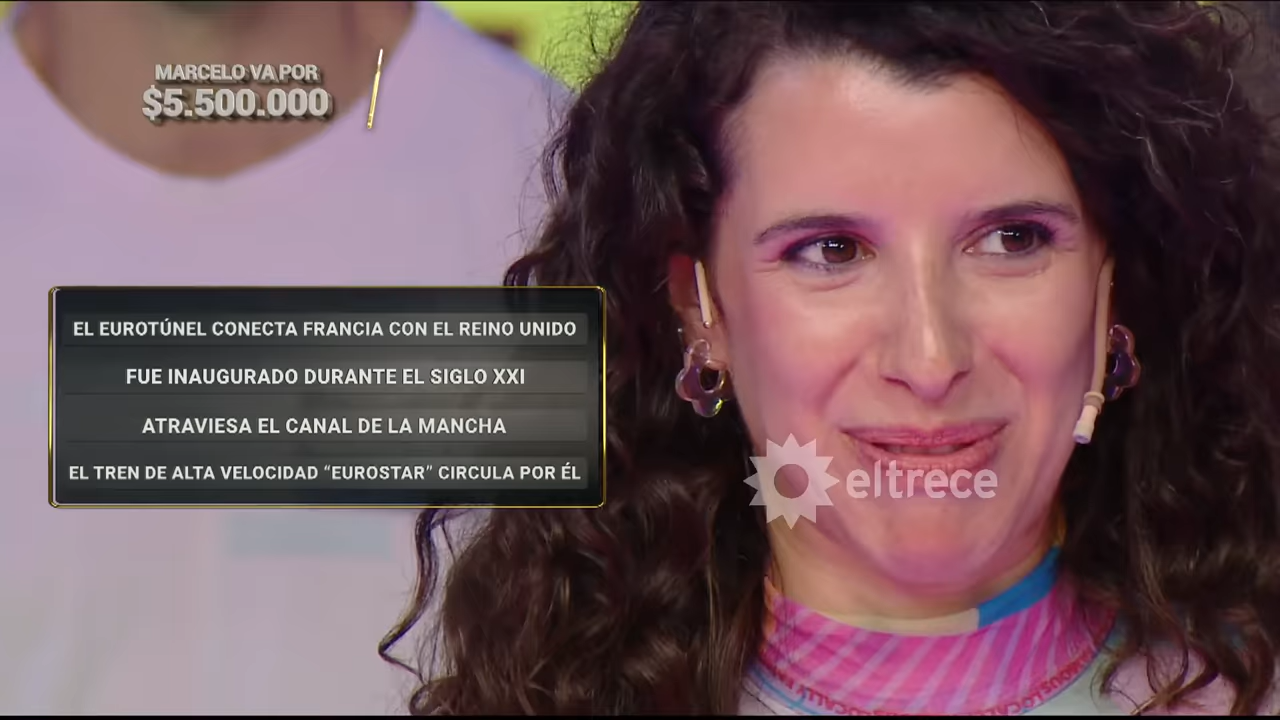 MARCELO VA POR
$5.500.000
EL EUROTÚNEL CONECTA FRANCIA CON EL REINO UNIDO
FUE INAUGURADO DURANTE EL SIGLO XXI
ATRAVIESA EL CANAL DE LA MANCHA
EL TREN DE ALTA VELOCIDAD “EUROSTAR” CIRCULA POR ÉL
eltrece